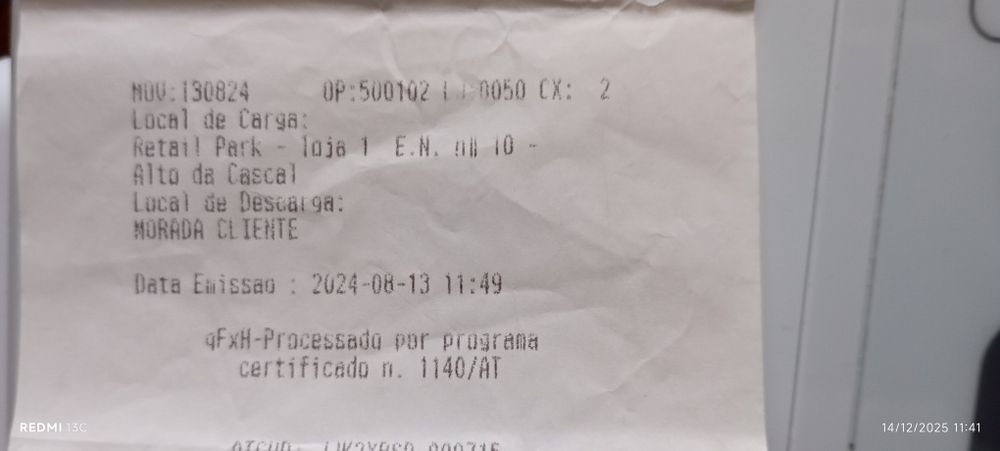 MOV:130824 OP:500102 0050 CX: 2
Local de Carga:
Retail Park - loja 1 E.N. 10 -
Alto da Cascal
Local de Descarga:
MORADA CLIENTE
Data Emissao : 2024-08-13 11:49
qFxH-Processado por programa
certificado n. 1140/AT
REDMI 13C
14/12/2025 11:41